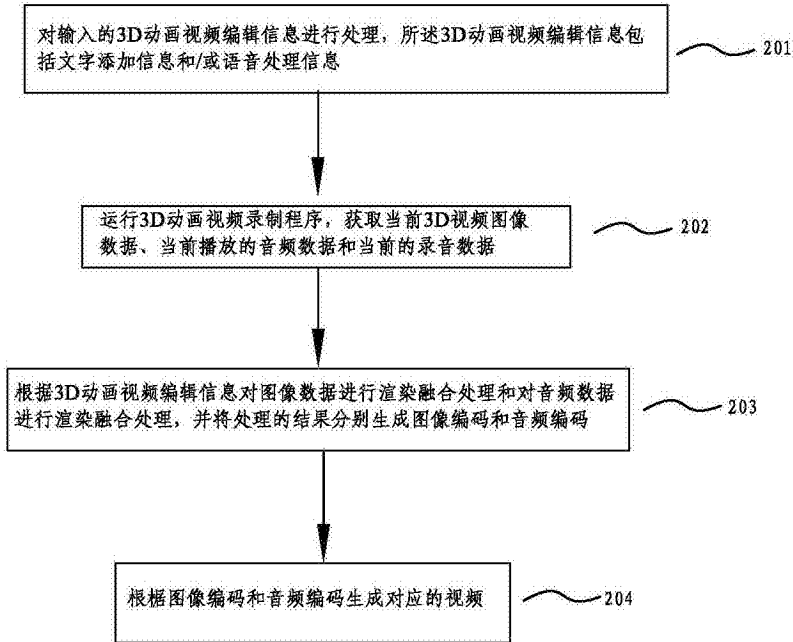 对输入的3D动画视频编辑信息进行处理，所述3D动画视频编辑信息包
括文字添加信息和/或语音处理信息
201
运行3D动画视频录制程序，获取当前3D视频图像
数据、当前播放的音频数据和当前的录音数据
202
根据3D动画视频编辑信息对图像数据进行渲染融合处理和对音频数据
进行渲染融合处理，并将处理的结果分别生成图像编码和音频编码
203
根据图像编码和音频编码生成对应的视频
204